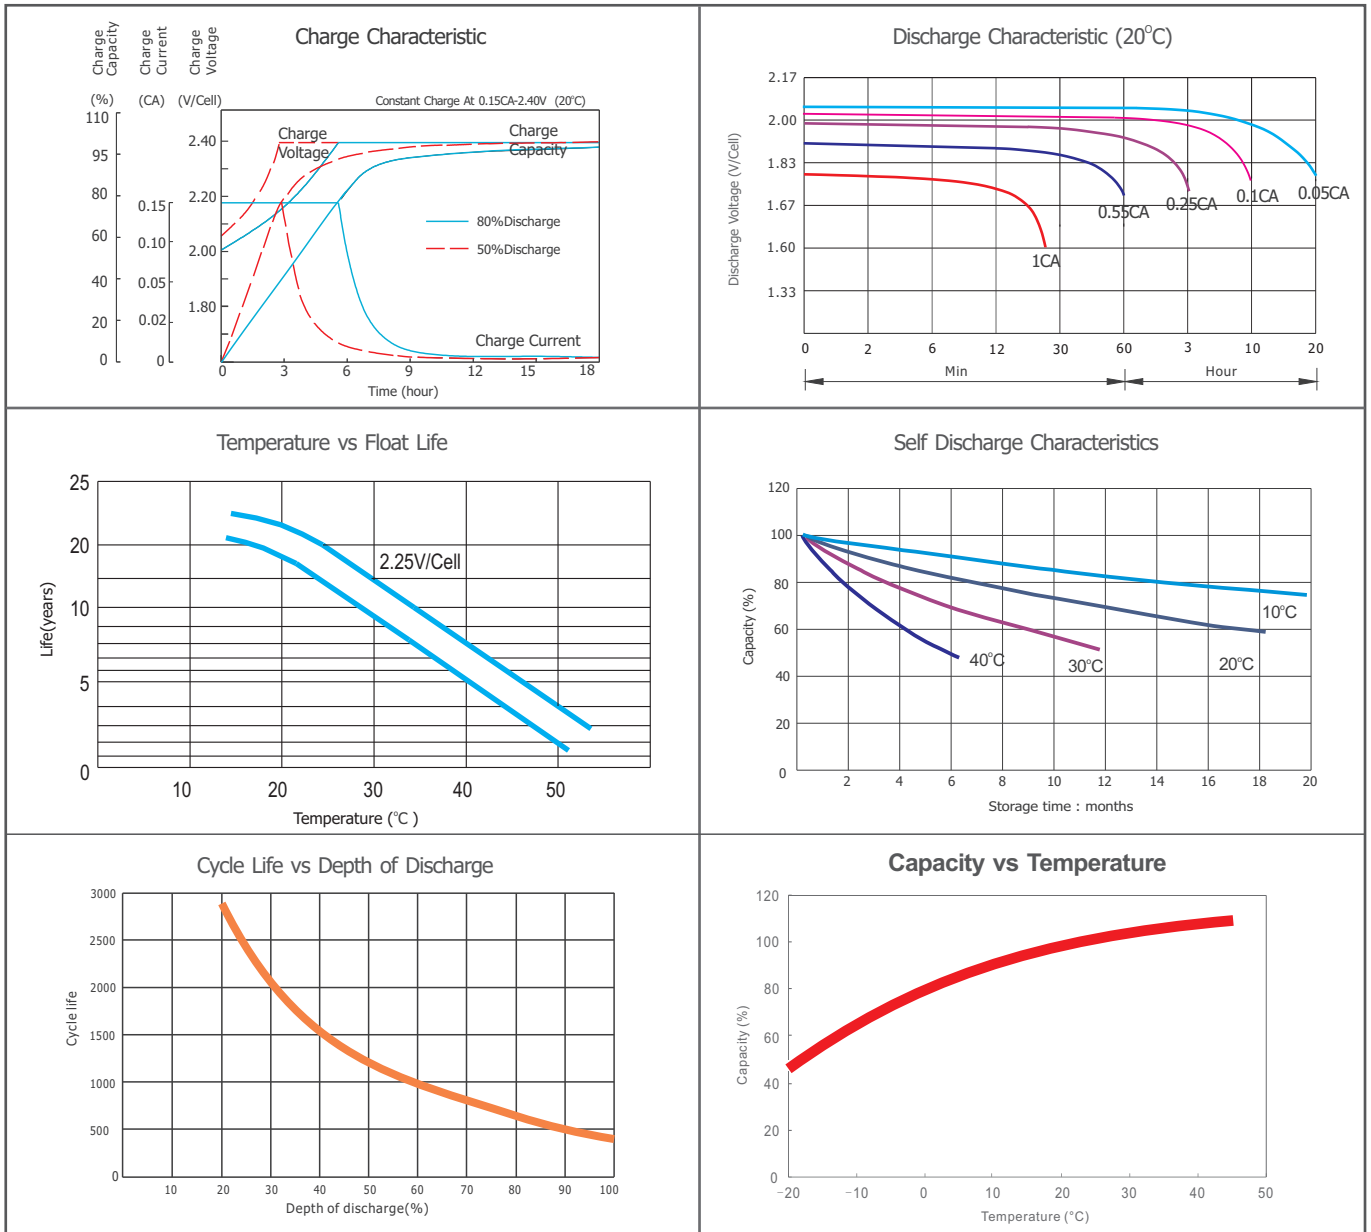 Charge Characteristic
Charge
Capacity
Charge
Current
Charge
Voltage
(%)
(CA)
(V/Cell)
Constant Charge At 0.15CA-2.40V (20°C)
110
95
80
60
40
20
0
0.15
0.10
0.05
0.02
0
2.40
2.20
2.00
1.80
Charge
Voltage
Charge
Capacity
80%Discharge
50%Discharge
Charge Current
0 3 6 9 12 15 18
Time (hour)
Discharge Characteristic (20°C)
Discharge Voltage (V/Cell)
2.17
2.00
1.83
1.67
1.60
1.33
1CA
0.55CA
0.25CA
0.1CA
0.05CA
0 2 6 12 30 60 3 10 20
Min
Hour
Temperature vs Float Life
Life(years)
25
20
10
5
0
2.25V/Cell
10 20 30 40 50
Temperature (°C )
Self Discharge Characteristics
Capacity (%)
120
100
80
60
40
20
0
10°C
20°C
30°C
40°C
2 4 6 8 10 12 14 16 18 20
Storage time : months
Cycle Life vs Depth of Discharge
Cycle life
3000
2500
2000
1500
1000
500
0
10 20 30 40 50 60 70 80 90 100
Depth of discharge(%)
Capacity vs Temperature
Capacity (%)
120
100
80
60
40
20
0
−20 −10 0 10 20 30 40 50
Temperature (°C)